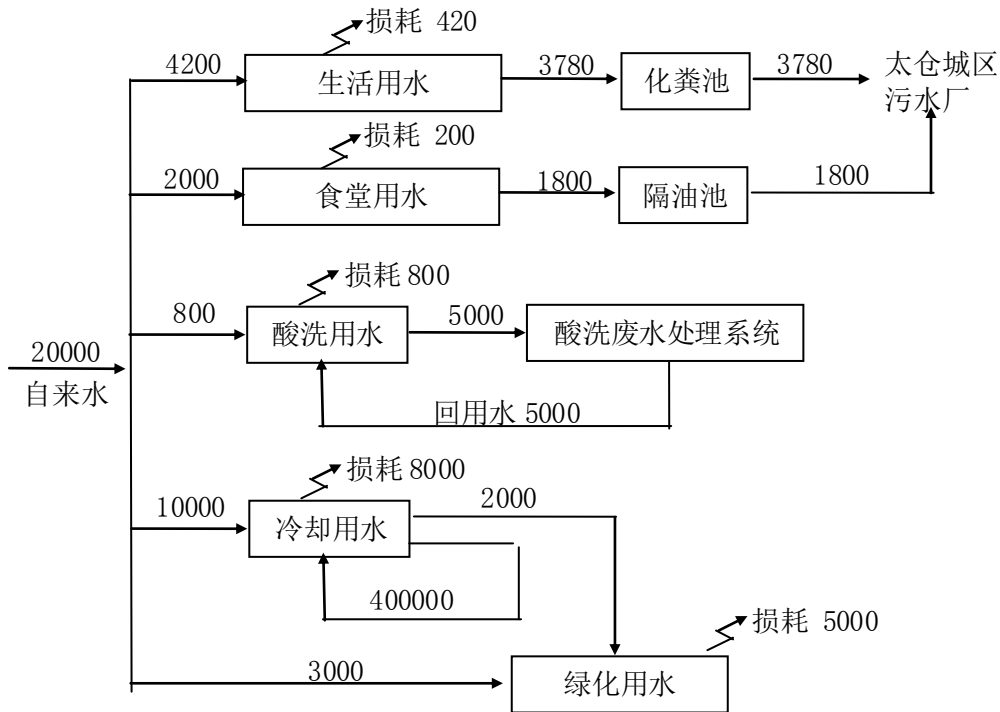 损耗 420
4200
生活用水
3780
化粪池
3780
太仓城区
污水厂
损耗 200
2000
食堂用水
1800
隔油池
1800
损耗 800
800
酸洗用水
5000
酸洗废水处理系统
20000
自来水
回用水 5000
损耗 8000
10000
冷却用水
2000
400000
损耗 5000
3000
绿化用水